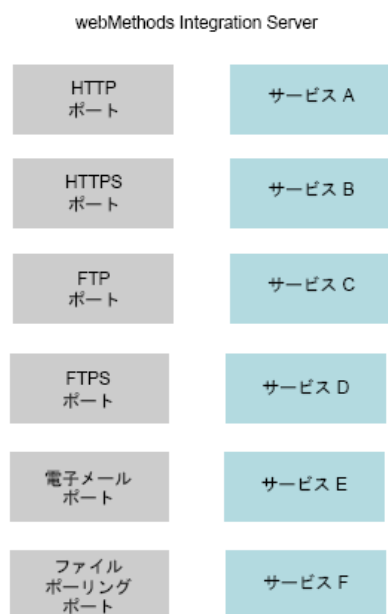 webMethods Integration Server
HTTP
ポート
サービス A
HTTPS
ポート
サービス B
FTP
ポート
サービス C
FTPS
ポート
サービス D
電子メール
ポート
サービス E
ファイル
ポーリング
ポート
サービス F